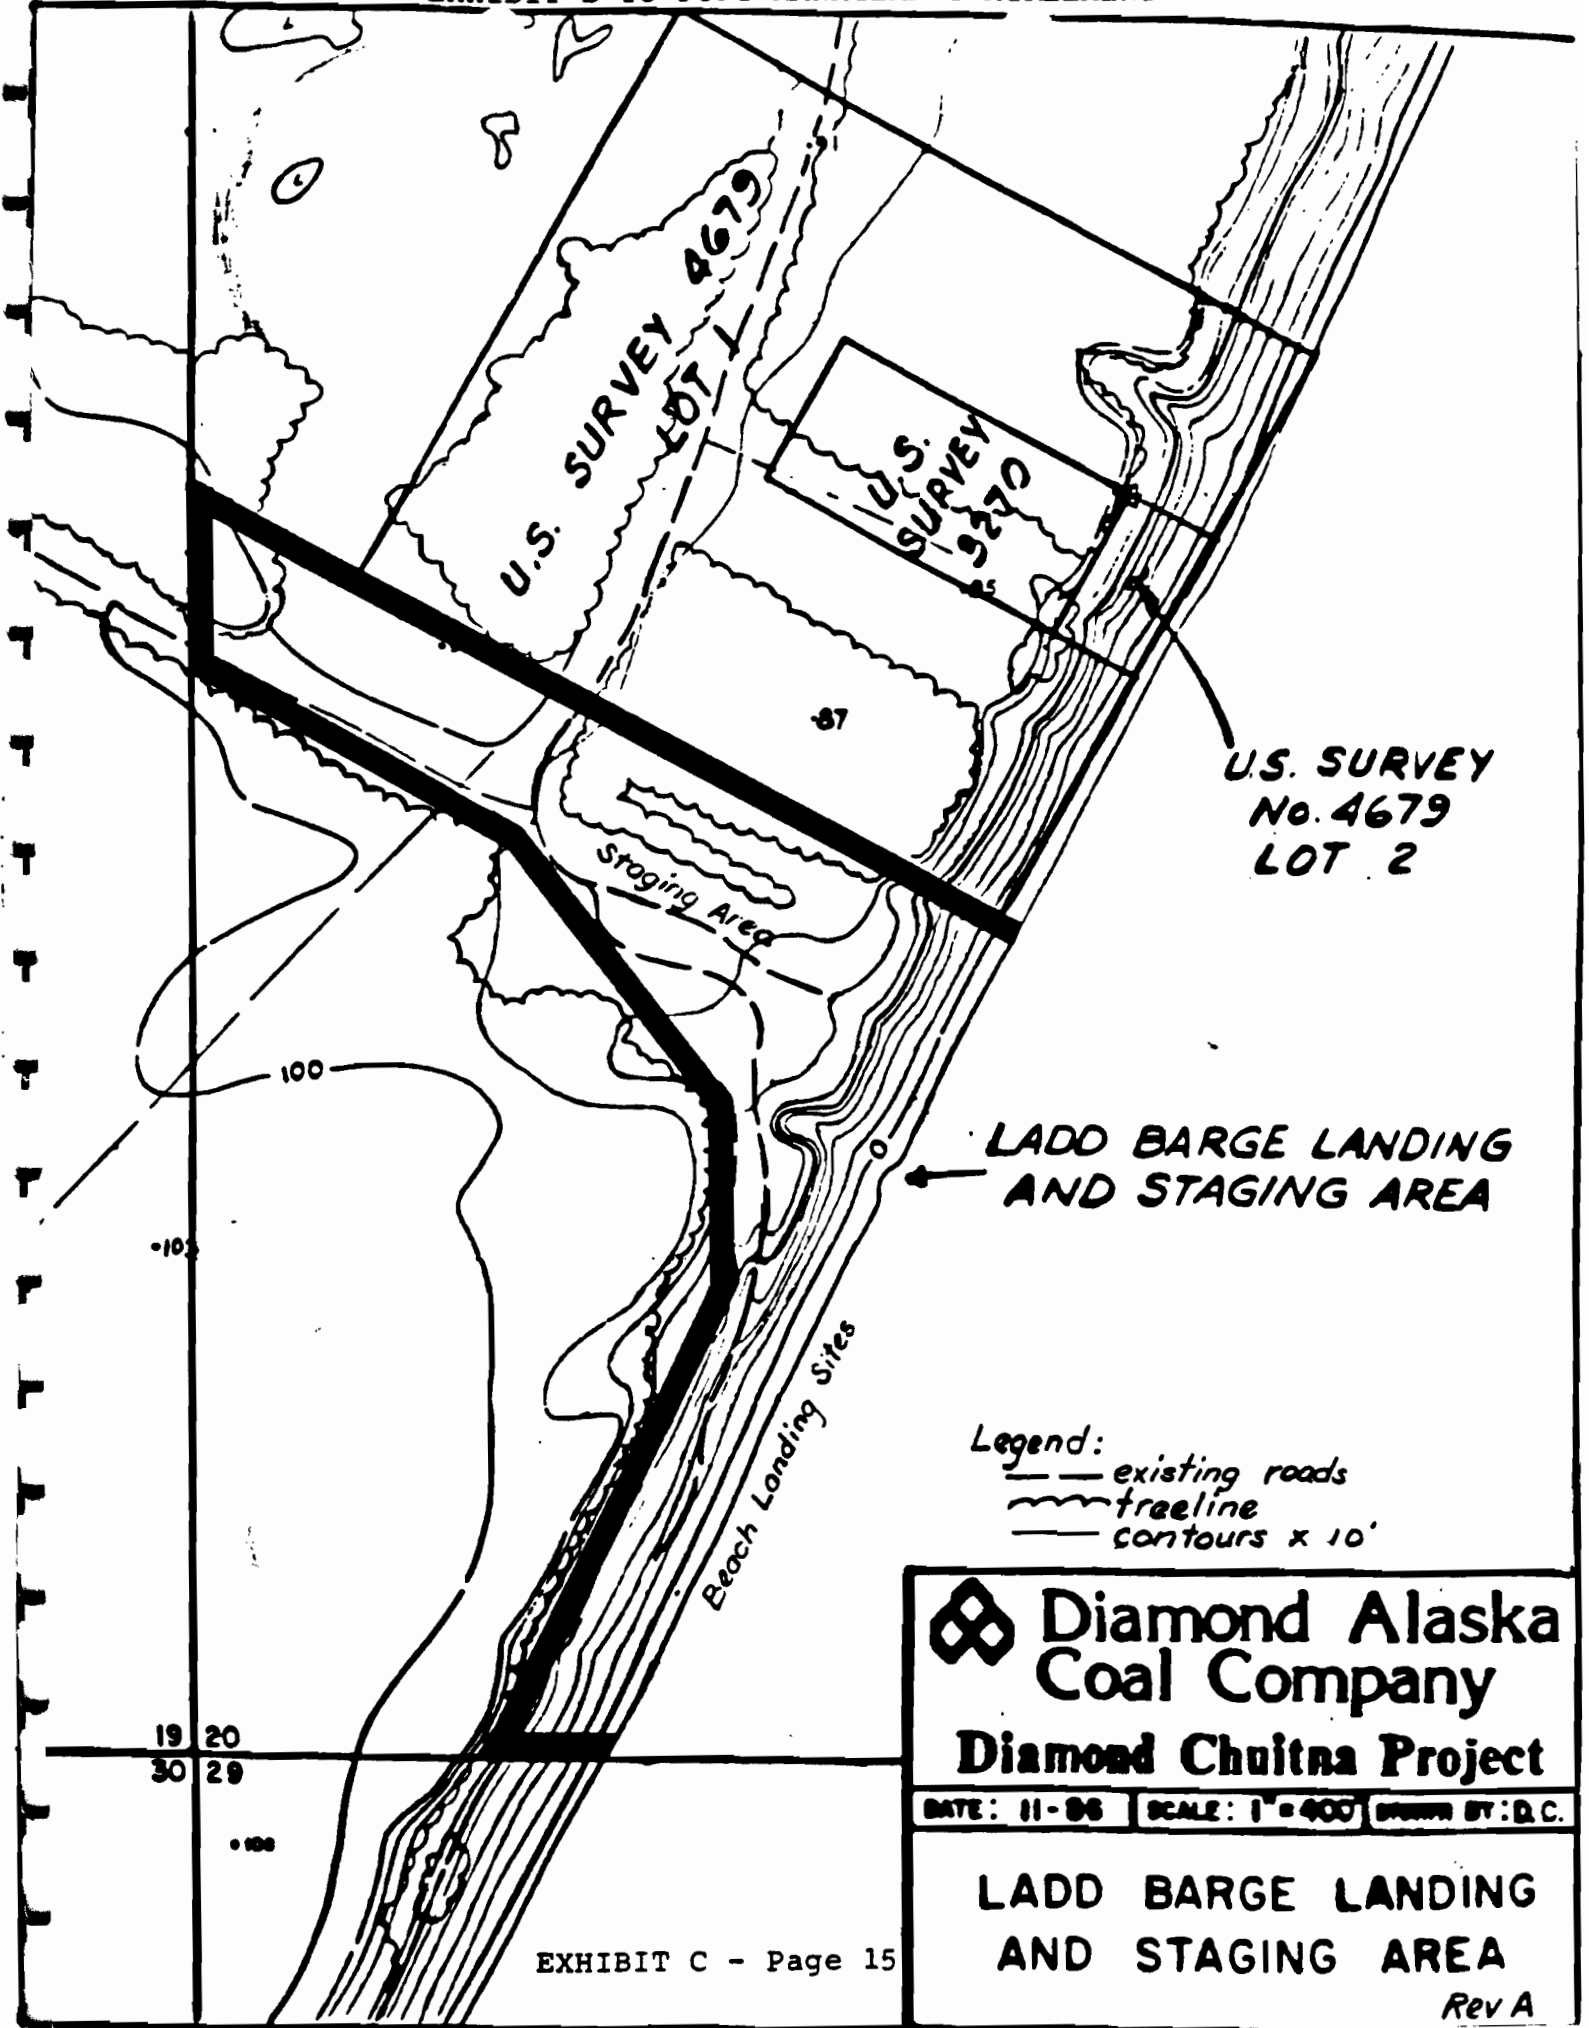 U.S. SURVEY 4679
LOT 1
U.S.
SURVEY
3270
87
U.S. SURVEY
No. 4679
LOT 2
Staging Area
100
0
LADD BARGE LANDING
AND STAGING AREA
Beach Landing Sites
Legend:
existing roads
treeline
contours x 10'
19 20
30 29
Diamond Alaska
Coal Company
Diamond Chuitna Project
DATE: 11-86 SCALE: 1" = 400' BY: D.C.
LADD BARGE LANDING
AND STAGING AREA
Rev A
EXHIBIT C - Page 15